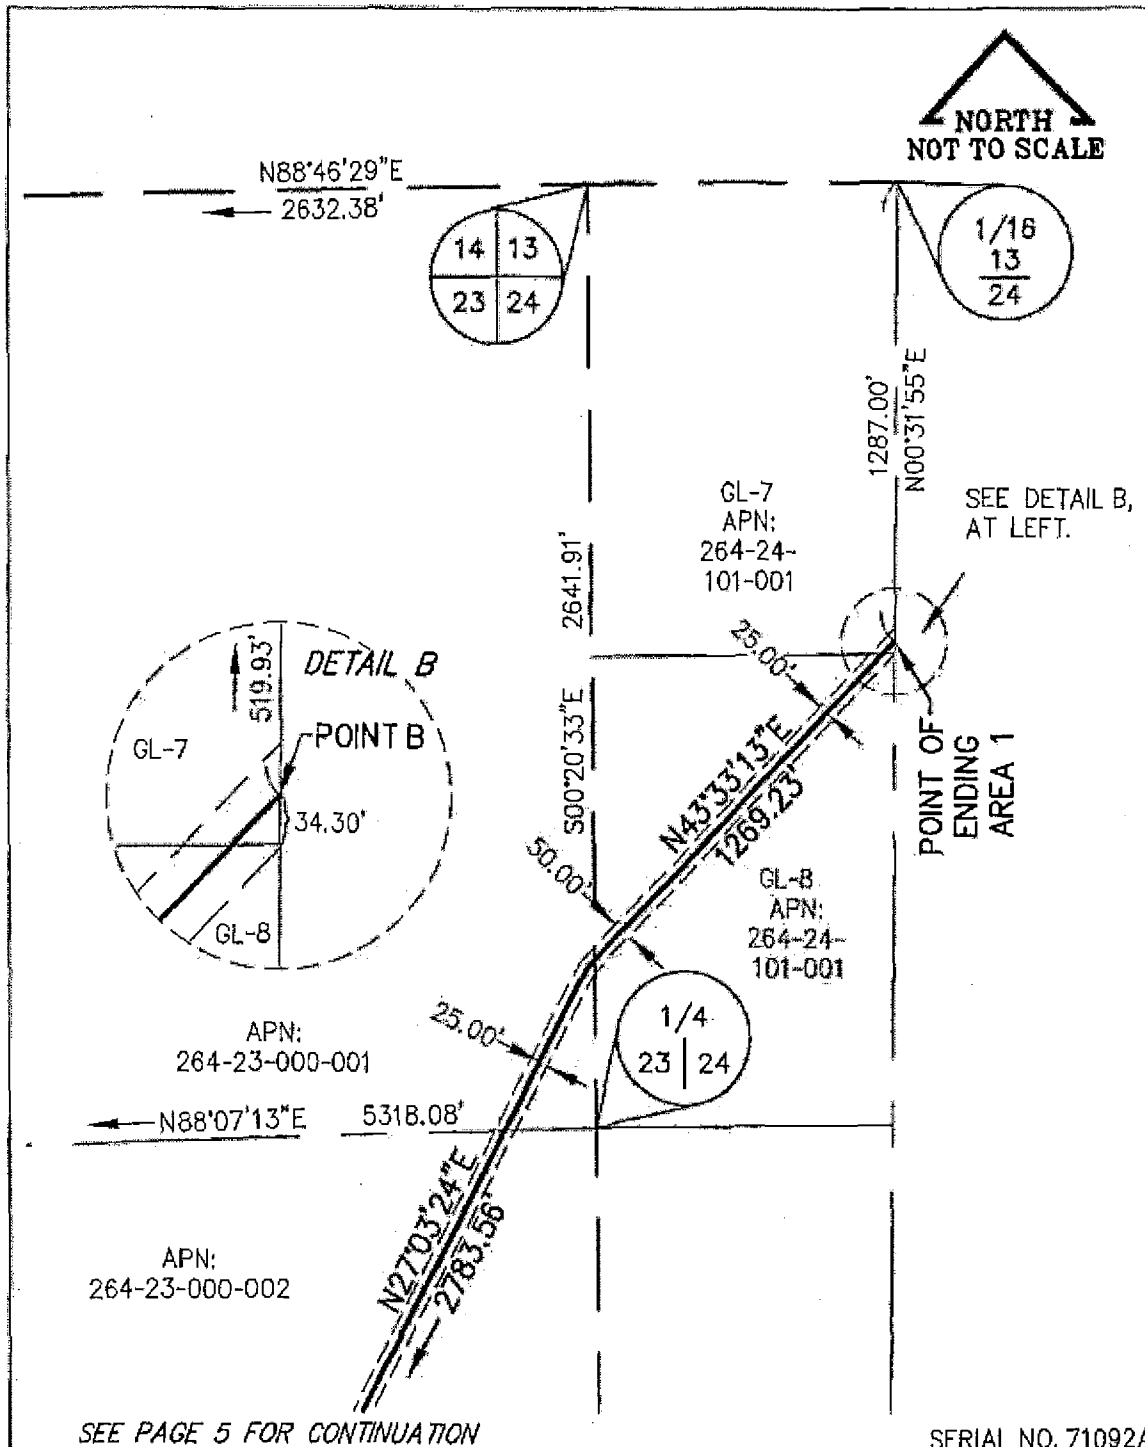 NORTH
NOT TO SCALE
N88°46'29"E
2632.38'
14 13
23 24
1/16
13
24
1287.00'
N00°31'55"E
GL-7
APN:
264-24-
101-001
SEE DETAIL B,
AT LEFT.
2641.91'
S00°20'33"E
25.00'
DETAIL B
519.93'
GL-7
POINT B
34.30'
GL-8
N43°33'13"E
1269.23'
POINT OF
ENDING
AREA 1
50.00'
GL-8
APN:
264-24-
101-001
1/4
23 24
25.00'
APN:
264-23-000-001
N88°07'13"E 5318.08'
N27°03'24"E
2783.56'
APN:
264-23-000-002
SEE PAGE 5 FOR CONTINUATION
SERIAL NO. 71092A